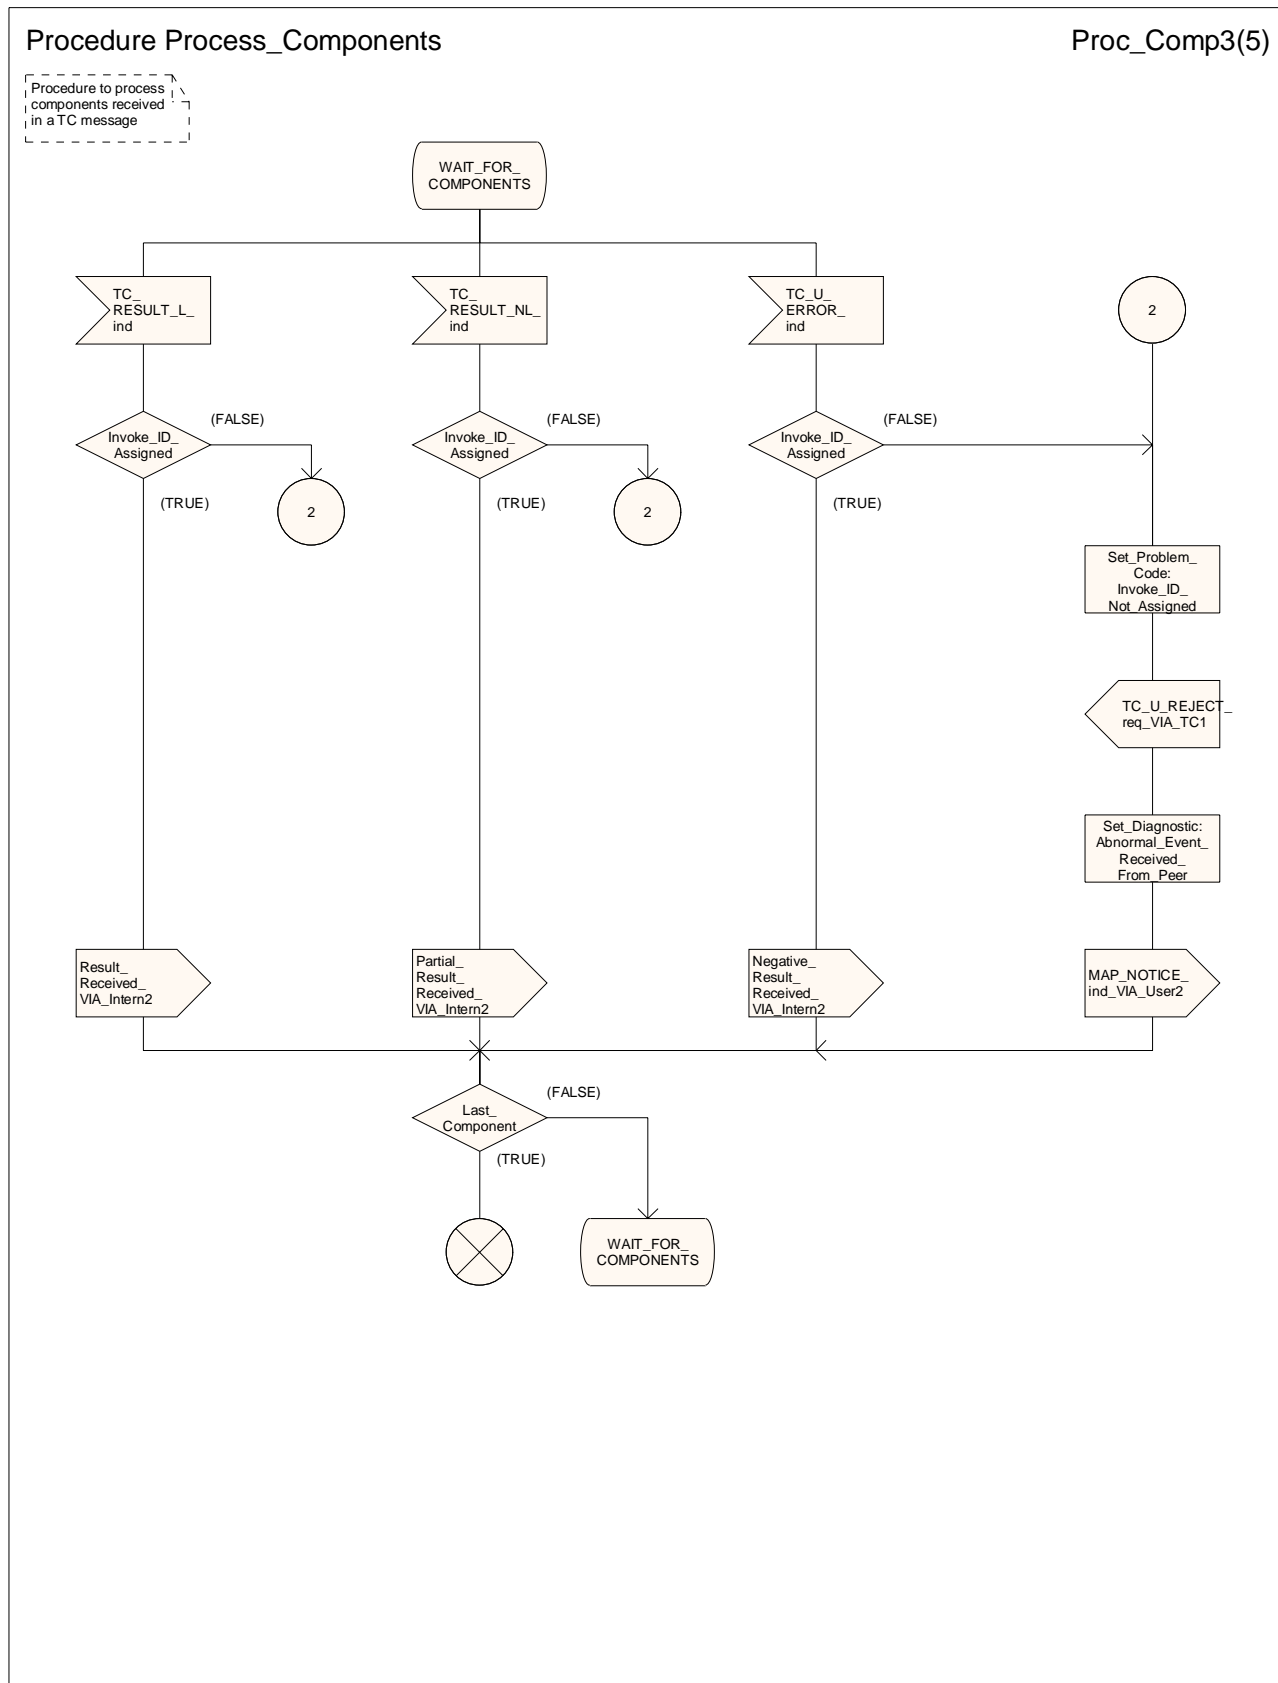 Procedure Process_Components
Proc_Comp3(5)
Procedure to process
components received
in a TC message
WAIT_FOR_
COMPONENTS
TC_
RESULT_L_
ind
TC_
RESULT_NL_
ind
TC_U_
ERROR_
ind
2
Invoke_ID_
Assigned
(FALSE)
(TRUE)
2
Invoke_ID_
Assigned
(FALSE)
(TRUE)
2
Invoke_ID_
Assigned
(FALSE)
(TRUE)
Set_Problem_
Code:
Invoke_ID_
Not_Assigned
TC_U_REJECT_
req_VIA_TC1
Set_Diagnostic:
Abnormal_Event_
Received_
From_Peer
Result_
Received_
VIA_Intern2
Partial_
Result_
Received_
VIA_Intern2
Negative_
Result_
Received_
VIA_Intern2
MAP_NOTICE_
ind_VIA_User2
Last_
Component
(FALSE)
(TRUE)
WAIT_FOR_
COMPONENTS